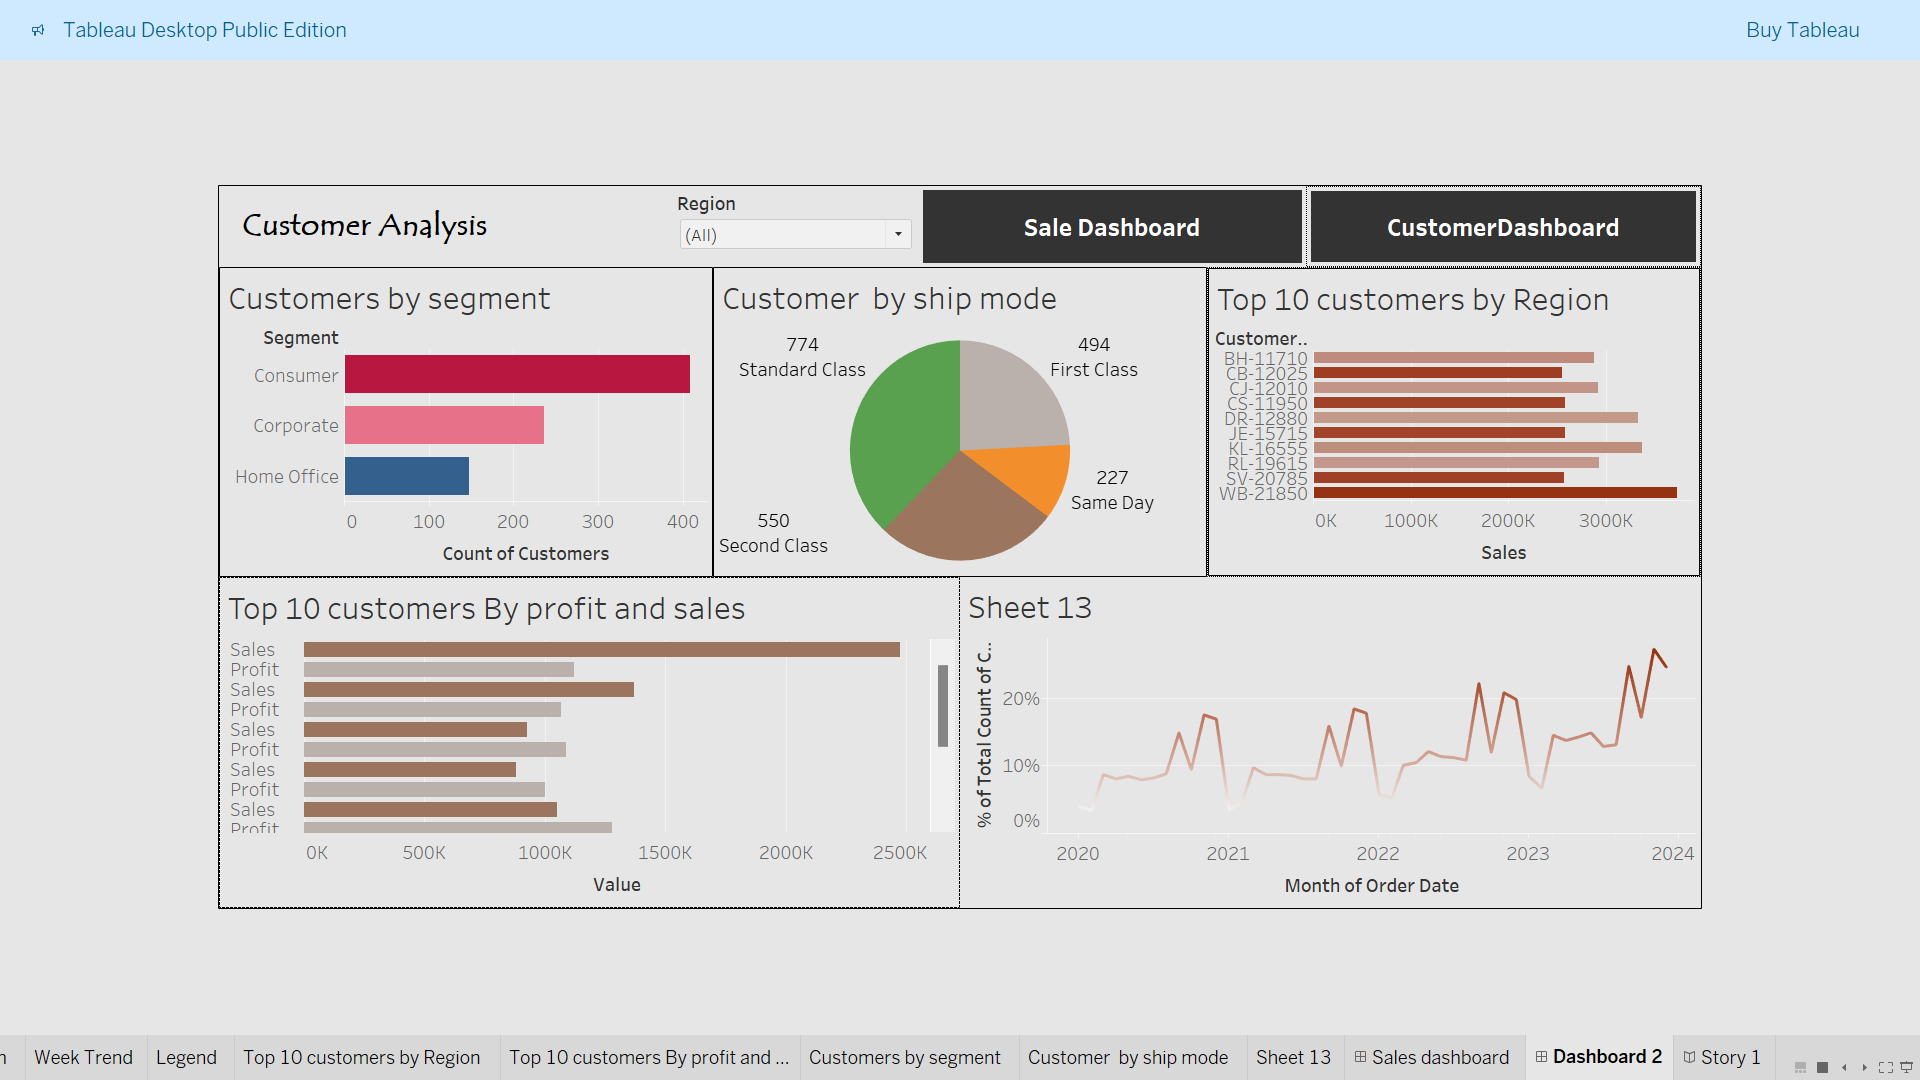 Tableau Desktop Public Edition
Buy Tableau
Customer Analysis
Region
(All)
Sale Dashboard
CustomerDashboard
Customers by segment
Segment
Consumer
Corporate
Home Office
0 100 200 300 400
Count of Customers
Customer  by ship mode
774
Standard Class
494
First Class
227
Same Day
550
Second Class
Top 10 customers by Region
Customer..
BH-11710
CB-12025
CJ-12010
CS-11950
DR-12880
JE-15715
KL-16555
RL-19615
SV-20785
WB-21850
0K 1000K 2000K 3000K
Sales
Top 10 customers By profit and sales
Sales
Profit
Sales
Profit
Sales
Profit
Sales
Profit
Sales
Profit
0K 500K 1000K 1500K 2000K 2500K
Value
Sheet 13
% of Total Count of C..
20%
10%
0%
2020 2021 2022 2023 2024
Month of Order Date
Week Trend Legend Top 10 customers by Region Top 10 customers By profit and ... Customers by segment Customer  by ship mode Sheet 13 Sales dashboard Dashboard 2 Story 1